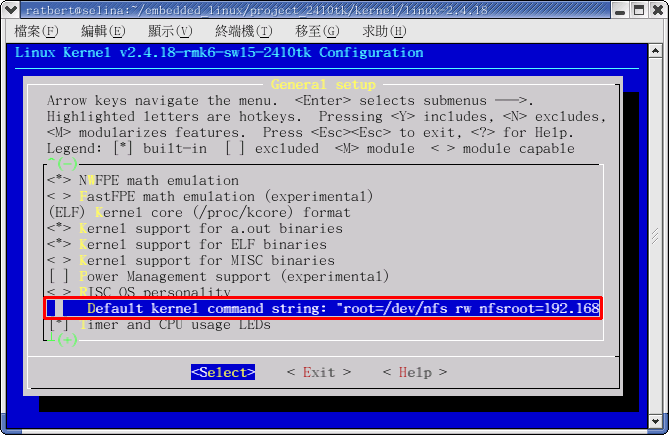 ratbert@selina:~/embedded_linux/project_2410tk/kernel/linux-2.4.18
檔案(F) 編輯(E) 顯示(V) 終端機(T) 移至(G) 求助(H)
Linux Kernel v2.4.18-rmk6-swl5-2410tk Configuration
General setup
Arrow keys navigate the menu. <Enter> selects submenus --->.
Highlighted letters are hotkeys. Pressing <Y> includes, <N> excludes,
<M> modularizes features. Press <Esc><Esc> to exit, <?> for Help.
Legend: [*] built-in [ ] excluded <M> module < > module capable
^(-)
<*> NWFPE math emulation
< > FastFPE math emulation (experimental)
(ELF) Kernel core (/proc/kcore) format
<*> Kernel support for a.out binaries
<*> Kernel support for ELF binaries
< > Kernel support for MISC binaries
[ ] Power Management support (experimental)
< > RISC OS personality
Default kernel command string: "root=/dev/nfs rw nfsroot=192.168
[*] Timer and CPU usage LEDs
(+)
<Select> < Exit > < Help >